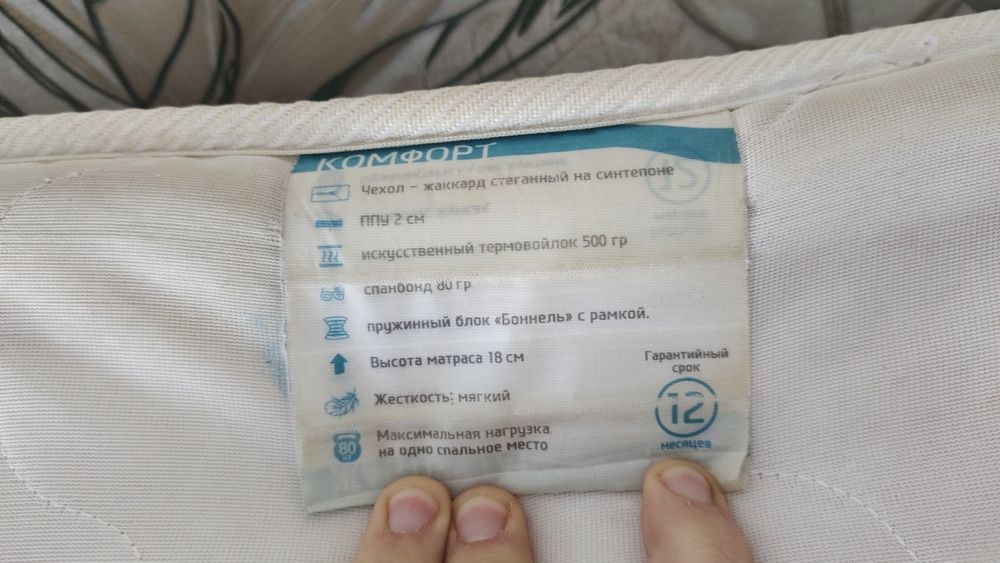 КОМФОРТ
Чехол – жаккард стеганный на синтепоне
ППУ 2 см
искусственный термовойлок 500 гр
спанбонд 80 гр
пружинный блок «Боннель» с рамкой.
Высота матраса 18 см
Жесткость: мягкий
80 кг
Максимальная нагрузка
на одно спальное место
Гарантийный
срок
12
месяцев